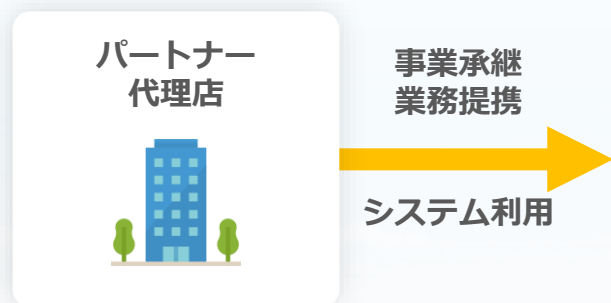 パートナー
代理店
事業承継
業務提携
システム利用